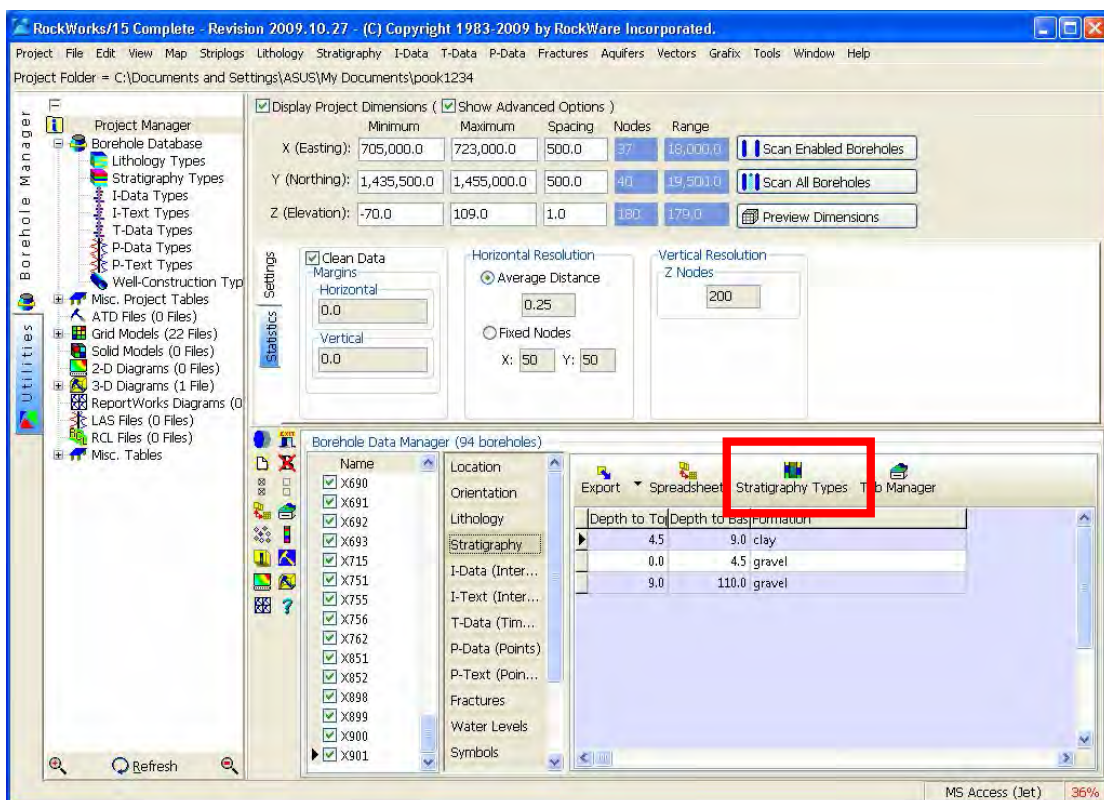 RockWorks/15 Complete - Revision 2009.10.27 - (C) Copyright 1983-2009 by RockWare Incorporated.
Project File Edit View Map Striplogs Lithology Stratigraphy I-Data T-Data P-Data Fractures Aquifers Vectors Grafix Tools Window Help
Project Folder = C:\Documents and Settings\ASUS\My Documents\pook1234
Borehole Manager
Utilities
Project Manager
Borehole Database
Lithology Types
Stratigraphy Types
I-Data Types
I-Text Types
T-Data Types
P-Data Types
P-Text Types
Well-Construction Typ
Misc. Project Tables
ATD Files (0 Files)
Grid Models (22 Files)
Solid Models (0 Files)
2-D Diagrams (0 Files)
3-D Diagrams (1 File)
ReportWorks Diagrams (0
LAS Files (0 Files)
RCL Files (0 Files)
Misc. Tables
Refresh
Display Project Dimensions ( Show Advanced Options )
Minimum Maximum Spacing Nodes Range
X (Easting): 705,000.0 723,000.0 500.0 37 18,000.0 Scan Enabled Boreholes
Y (Northing): 1,435,500.0 1,455,000.0 500.0 40 19,500.0 Scan All Boreholes
Z (Elevation): -70.0 109.0 1.0 180 179.0 Preview Dimensions
Settings
Statistics
Clean Data
Margins
Horizontal
0.0
Vertical
0.0
Horizontal Resolution
Average Distance
0.25
Fixed Nodes
X: 50 Y: 50
Vertical Resolution
Z Nodes
200
EXIT
Borehole Data Manager (94 boreholes)
Name
X690
X691
X692
X693
X715
X751
X755
X756
X762
X851
X852
X898
X899
X900
X901
Location
Orientation
Lithology
Stratigraphy
I-Data (Inter...
I-Text (Inter...
T-Data (Tim...
P-Data (Points)
P-Text (Poin...
Fractures
Water Levels
Symbols
Export Spreadsheet Stratigraphy Types Tab Manager
Depth to Top Depth to Bas Formation
4.5 9.0 clay
0.0 4.5 gravel
9.0 110.0 gravel
MS Access (Jet) 36%